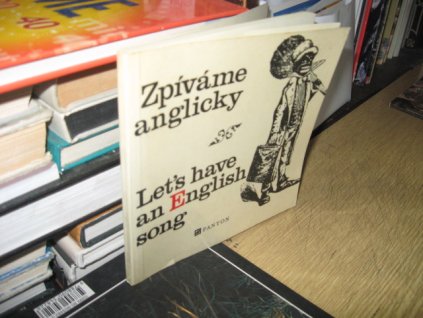 Zpíváme
anglicky
Let's have
an English
song
PANTON